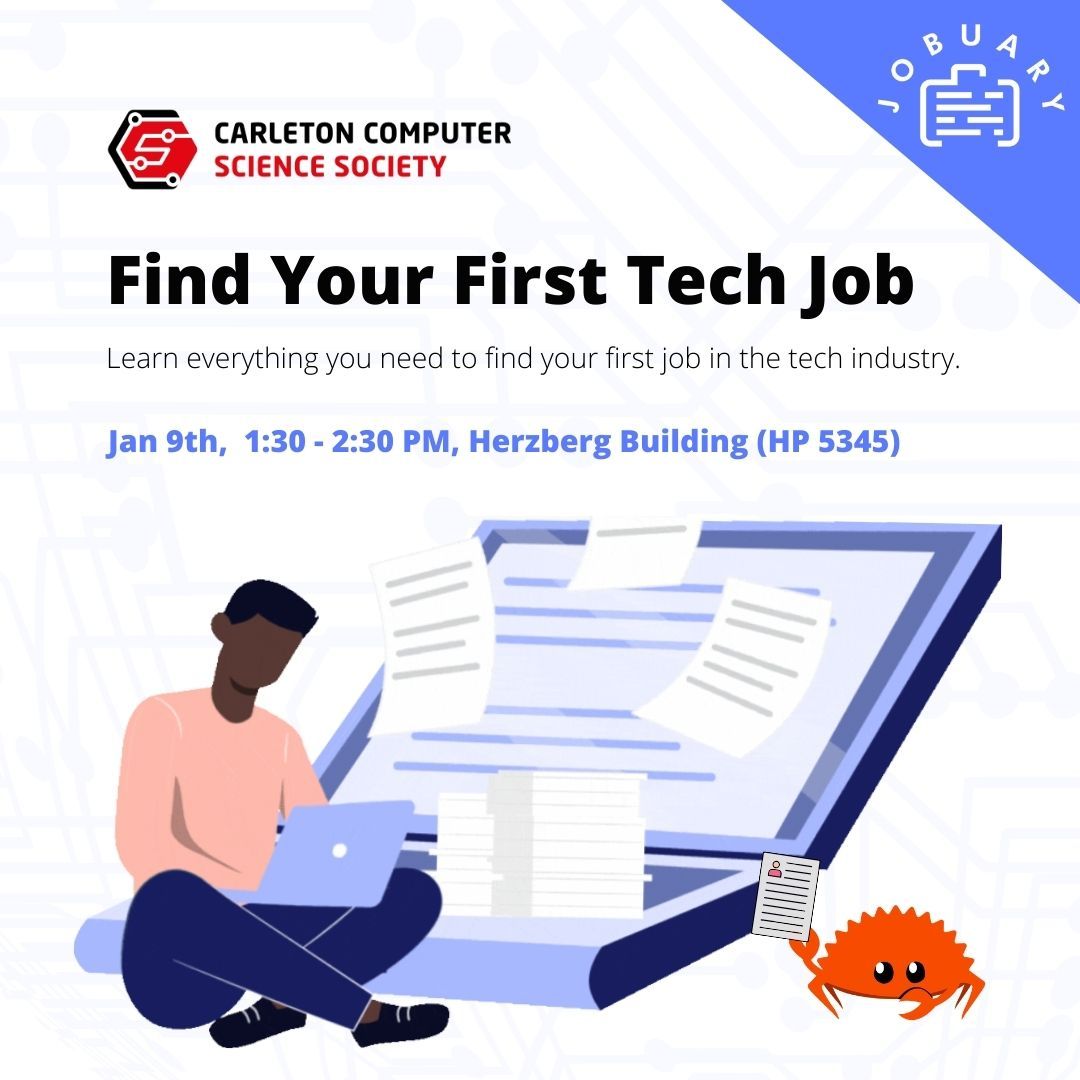 JOBUARY
CARLETON COMPUTER
SCIENCE SOCIETY
Find Your First Tech Job
Learn everything you need to find your first job in the tech industry.
Jan 9th, 1:30 - 2:30 PM, Herzberg Building (HP 5345)